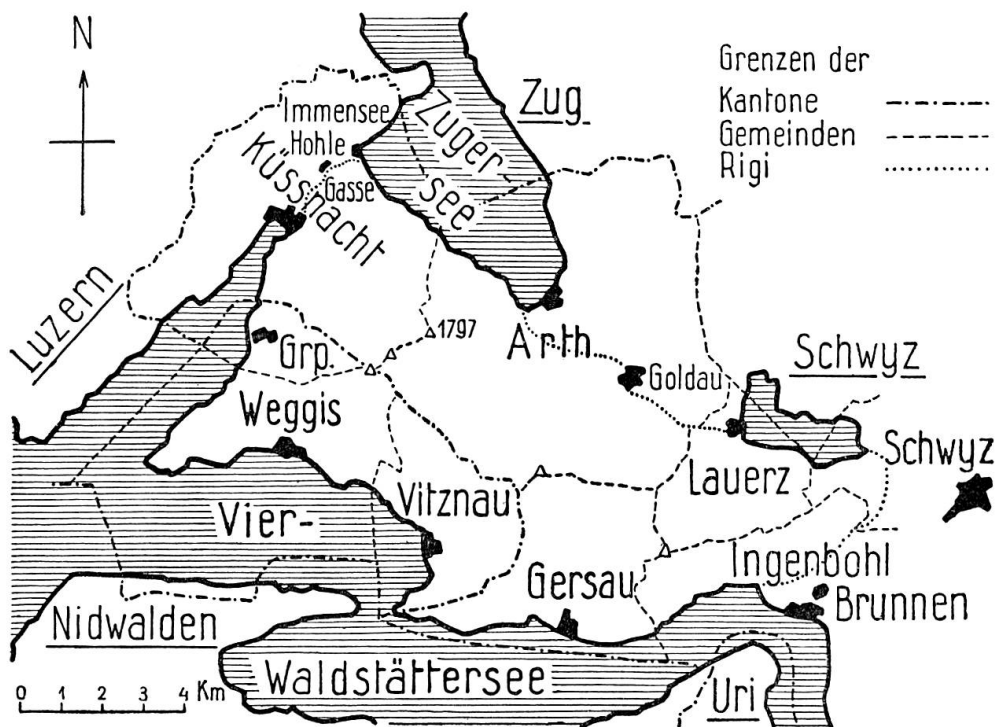 N
Grenzen der
Kantone
Gemeinden
Rigi
Zug
Immensee
Hohle
Gasse
Zuger-
see
Küssnacht
Luzern
1797
Grp.
Arth
Goldau
Schwyz
Weggis
Schwyz
Lauerz
Vitznau
Vier-
Ingenbohl
Gersau
Brunnen
Nidwalden
Waldstättersee
Uri
0 1 2 3 4 Km